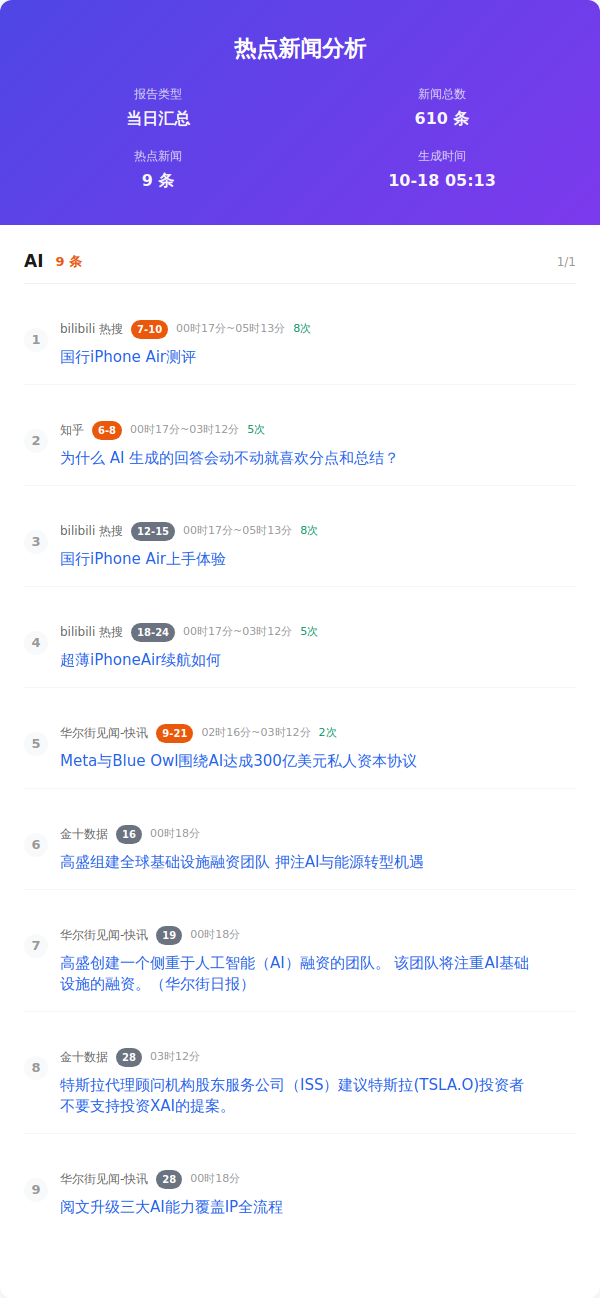 热点新闻分析
报告类型
新闻总数
当日汇总
610 条
热点新闻
生成时间
9 条
10-18 05:13
AI 9 条 1/1
1
bilibili 热搜 7-10 00时17分~05时13分 8次
国行iPhone Air测评
2
知乎 6-8 00时17分~03时12分 5次
为什么 AI 生成的回答会动不动就喜欢分点和总结？
3
bilibili 热搜 12-15 00时17分~05时13分 8次
国行iPhone Air上手体验
4
bilibili 热搜 18-24 00时17分~03时12分 5次
超薄iPhoneAir续航如何
5
华尔街见闻-快讯 9-21 02时16分~03时12分 2次
Meta与Blue Owl围绕AI达成300亿美元私人资本协议
6
金十数据 16 00时18分
高盛组建全球基础设施融资团队 押注AI与能源转型机遇
7
华尔街见闻-快讯 19 00时18分
高盛创建一个侧重于人工智能（AI）融资的团队。 该团队将注重AI基础
设施的融资。（华尔街日报）
8
金十数据 28 03时12分
特斯拉代理顾问机构股东服务公司（ISS）建议特斯拉(TSLA.O)投资者
不要支持投资XAI的提案。
9
华尔街见闻-快讯 28 00时18分
阅文升级三大AI能力覆盖IP全流程